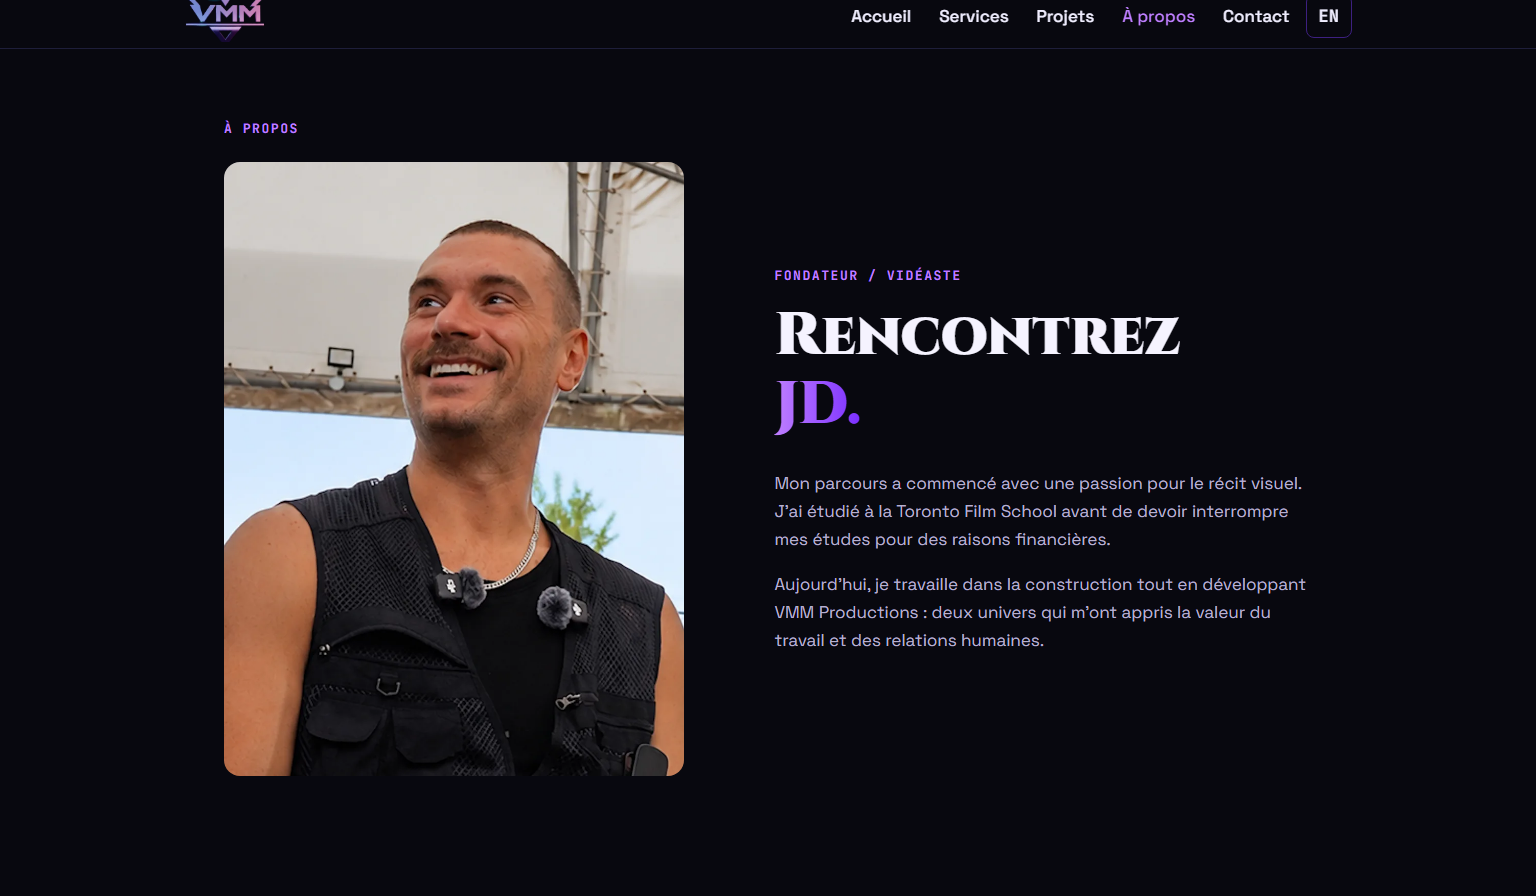 VMM
Accueil Services Projets À propos Contact EN
À PROPOS
FONDATEUR / VIDÉASTE
RENCONTREZ
JD.
Mon parcours a commencé avec une passion pour le récit visuel.
J’ai étudié à la Toronto Film School avant de devoir interrompre
mes études pour des raisons financières.
Aujourd’hui, je travaille dans la construction tout en développant
VMM Productions : deux univers qui m’ont appris la valeur du
travail et des relations humaines.